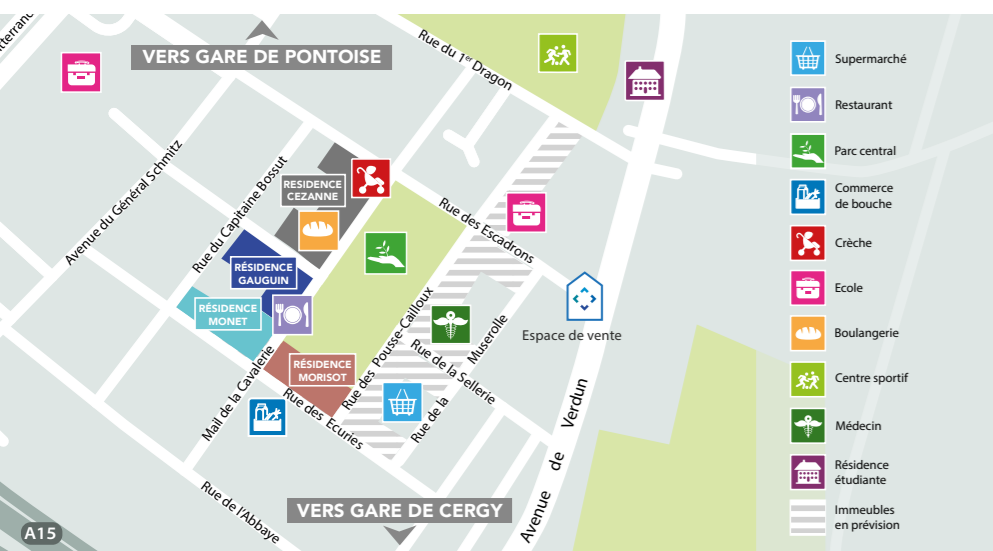 VERS GARE DE PONTOISE
Rue du 1er Dragon
Avenue du Général Schmitz
Rue du Capitaine Bossut
RESIDENCE
CEZANNE
Rue des Escadrons
RÉSIDENCE
GAUGUIN
RÉSIDENCE
MONET
RÉSIDENCE
MORISOT
Mail de la Cavalerie
Rue des Pousse-Cailloux
Rue de la Sellerie
Rue de la Muserolle
Rue des Ecuries
Espace de vente
Avenue de Verdun
Rue de l'Abbaye
VERS GARE DE CERGY
A15
Supermarché
Restaurant
Parc central
Commerce
de bouche
Crèche
Ecole
Boulangerie
Centre sportif
Médecin
Résidence
étudiante
Immeubles
en prévision